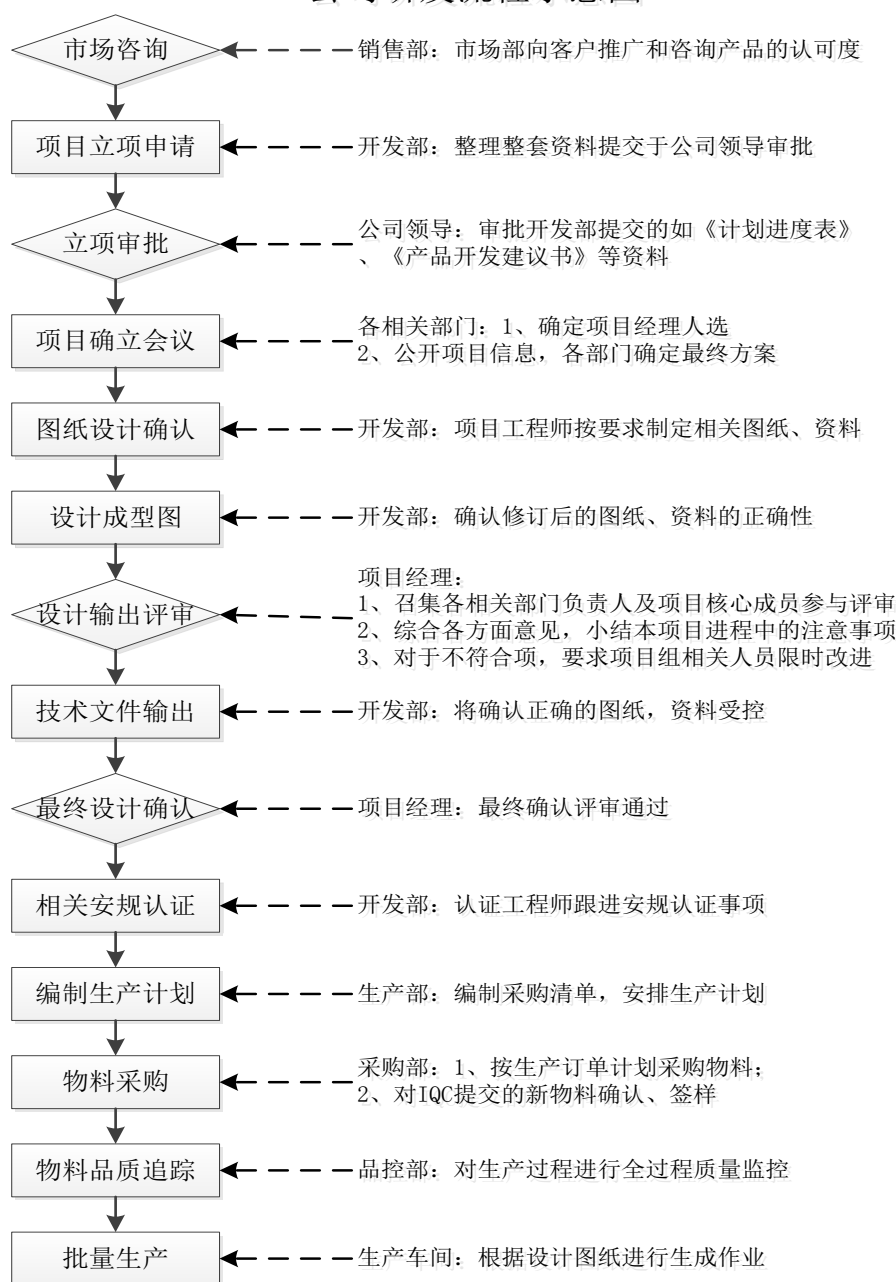 市场咨询
销售部：市场部向客户推广和咨询产品的认可度
项目立项申请
开发部：整理整套资料提交于公司领导审批
立项审批
公司领导：审批开发部提交的如《计划进度表》
、《产品开发建议书》等资料
项目确立会议
各相关部门：1、确定项目经理人选
2、公开项目信息，各部门确定最终方案
图纸设计确认
开发部：项目工程师按要求制定相关图纸、资料
设计成型图
开发部：确认修订后的图纸、资料的正确性
设计输出评审
项目经理：
1、召集各相关部门负责人及项目核心成员参与评审
2、综合各方面意见，小结本项目进程中的注意事项
3、对于不符合项，要求项目组相关人员限时改进
技术文件输出
开发部：将确认正确的图纸，资料受控
最终设计确认
项目经理：最终确认评审通过
相关安规认证
开发部：认证工程师跟进安规认证事项
编制生产计划
生产部：编制采购清单，安排生产计划
物料采购
采购部：1、按生产订单计划采购物料；
2、对IQC提交的新物料确认、签样
物料品质追踪
品控部：对生产过程进行全过程质量监控
批量生产
生产车间：根据设计图纸进行生成作业